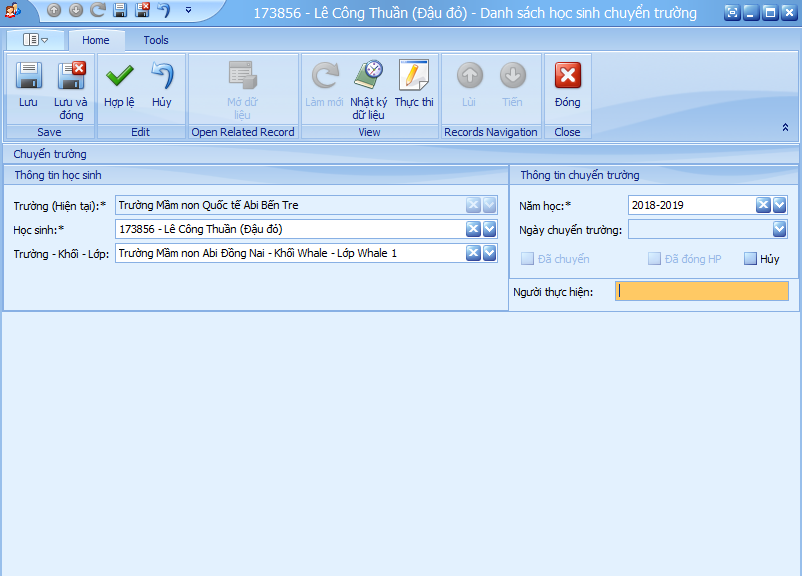 173856 - Lê Công Thuần (Đậu đỏ) - Danh sách học sinh chuyển trường
Home Tools
Lưu Lưu và đóng Hợp lệ Hủy Mở dữ liệu Làm mới Nhật ký dữ liệu Thực thi Lùi Tiến Đóng
Save Edit Open Related Record View Records Navigation Close
Chuyển trường
Thông tin học sinh
Trường (Hiện tại):* Trường Mầm non Quốc tế Abi Bến Tre
Học sinh:* 173856 - Lê Công Thuần (Đậu đỏ)
Trường - Khối - Lớp: Trường Mầm non Abi Đồng Nai - Khối Whale - Lớp Whale 1
Thông tin chuyển trường
Năm học:* 2018-2019
Ngày chuyển trường:
Đã chuyển Đã đóng HP Hủy
Người thực hiện: